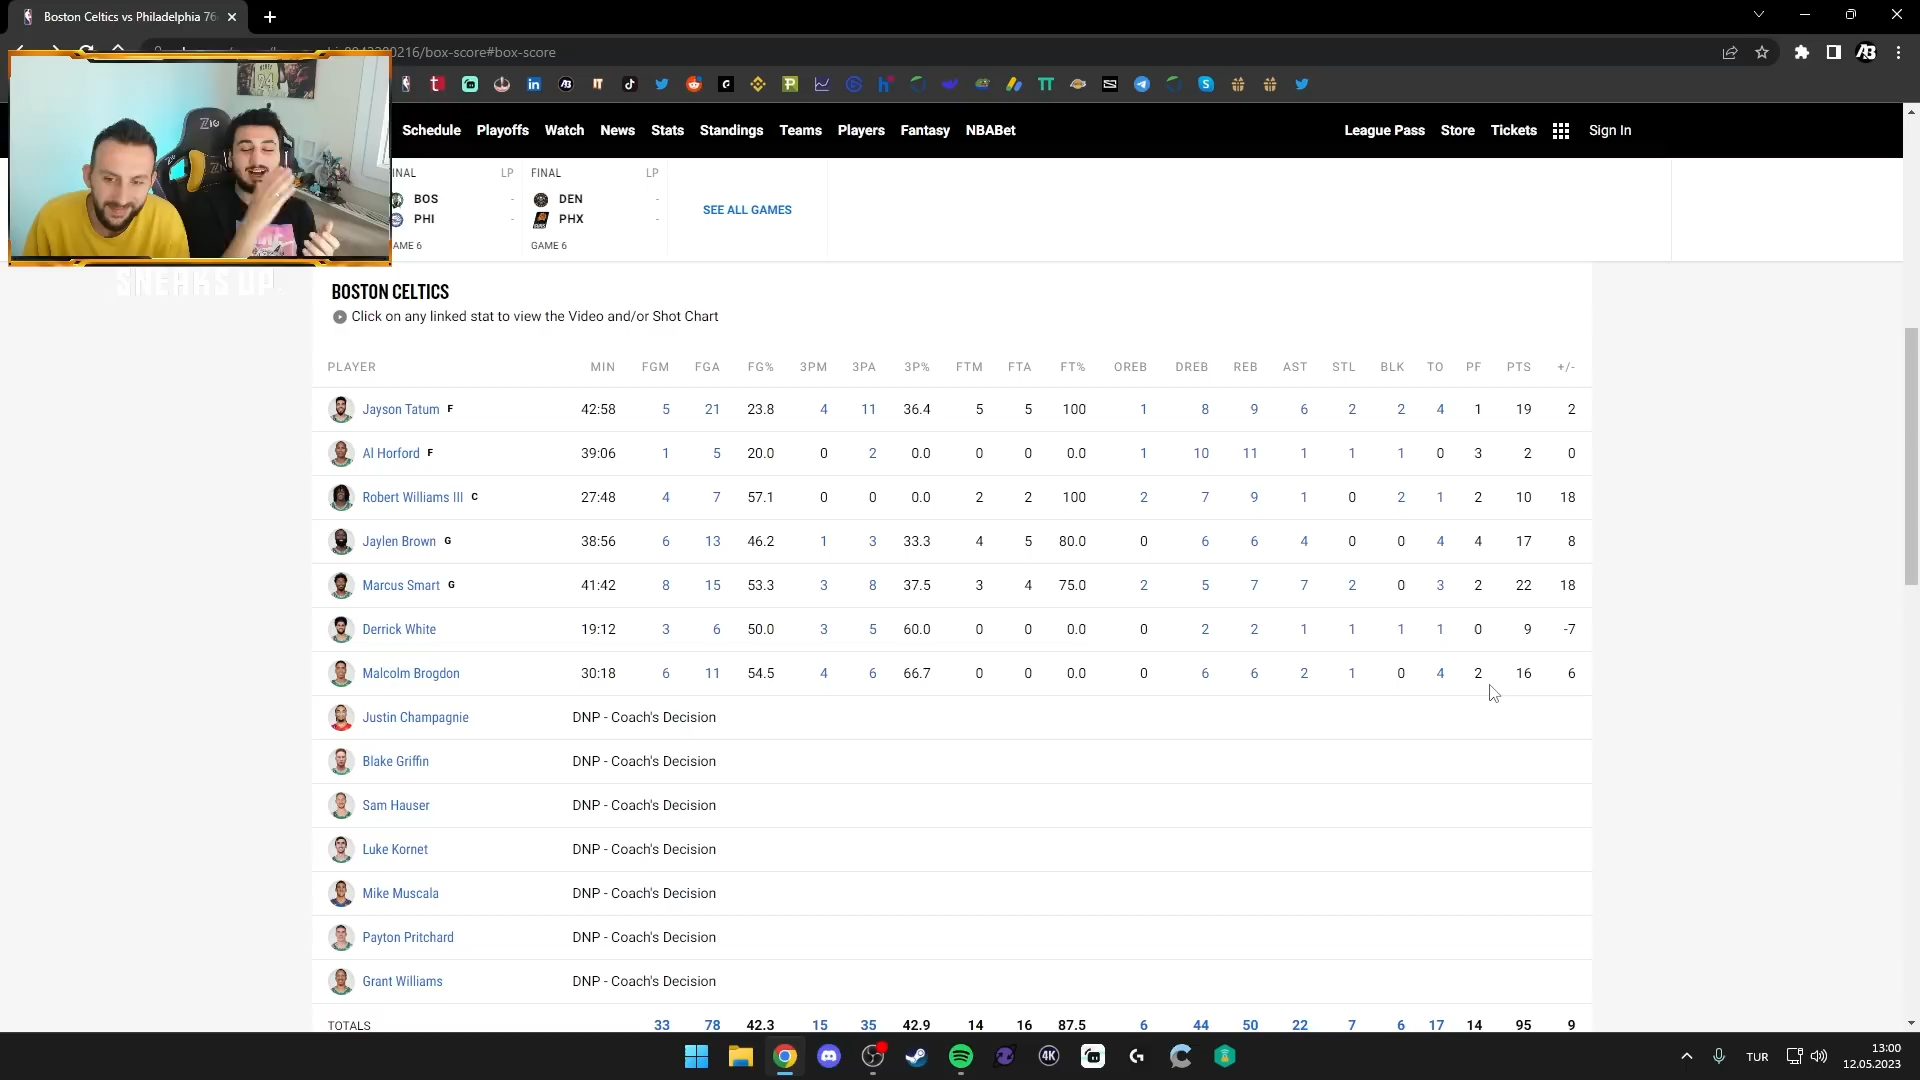 Boston Celtics vs Philadelphia 76
0216/box-score#box-score
Schedule Playoffs Watch News Stats Standings Teams Players Fantasy NBABet League Pass Store Tickets Sign In
INAL LP FINAL LP
BOS - DEN -
PHI - PHX -
SEE ALL GAMES
AME 6 GAME 6
SNEAKS UP.
BOSTON CELTICS
Click on any linked stat to view the Video and/or Shot Chart
PLAYER MIN FGM FGA FG% 3PM 3PA 3P% FTM FTA FT% OREB DREB REB AST STL BLK TO PF PTS +/-
Jayson Tatum F 42:58 5 21 23.8 4 11 36.4 5 5 100 1 8 9 6 2 2 4 1 19 2
Al Horford F 39:06 1 5 20.0 0 2 0.0 0 0 0.0 1 10 11 1 1 1 0 3 2 0
Robert Williams III C 27:48 4 7 57.1 0 0 0.0 2 2 100 2 7 9 1 0 2 1 2 10 18
Jaylen Brown G 38:56 6 13 46.2 1 3 33.3 4 5 80.0 0 6 6 4 0 0 4 4 17 8
Marcus Smart G 41:42 8 15 53.3 3 8 37.5 3 4 75.0 2 5 7 7 2 0 3 2 22 18
Derrick White 19:12 3 6 50.0 3 5 60.0 0 0 0.0 0 2 2 1 1 1 1 0 9 -7
Malcolm Brogdon 30:18 6 11 54.5 4 6 66.7 0 0 0.0 0 6 6 2 1 0 4 2 16 6
Justin Champagnie DNP - Coach's Decision
Blake Griffin DNP - Coach's Decision
Sam Hauser DNP - Coach's Decision
Luke Kornet DNP - Coach's Decision
Mike Muscala DNP - Coach's Decision
Payton Pritchard DNP - Coach's Decision
Grant Williams DNP - Coach's Decision
TOTALS 33 78 42.3 15 35 42.9 14 16 87.5 6 44 50 22 7 6 17 14 95 9
TUR 13:00
12.05.2023